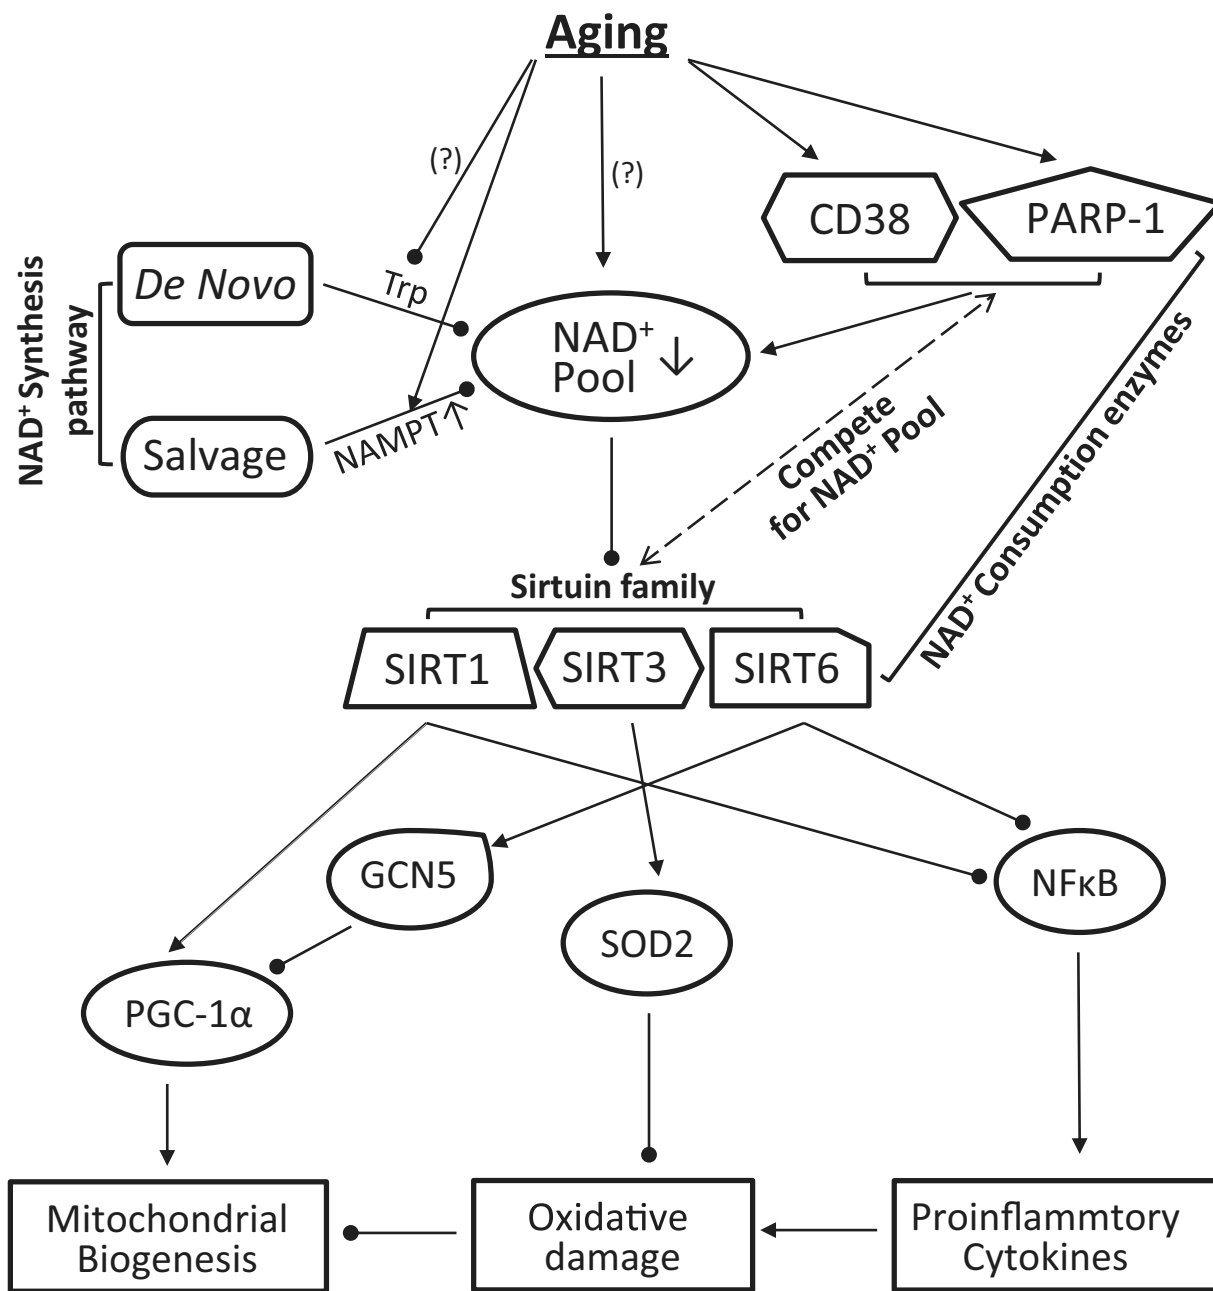 Aging
(?)
(?)
CD38
PARP-1
NAD⁺ Synthesis
pathway
De Novo
Trp
NAD⁺
Pool ↓
Salvage
NAMPT↑
Compete
for NAD⁺ Pool
NAD⁺ Consumption enzymes
Sirtuin family
SIRT1
SIRT3
SIRT6
GCN5
SOD2
NFκB
PGC-1α
Mitochondrial
Biogenesis
Oxidative
damage
Proinflammtory
Cytokines